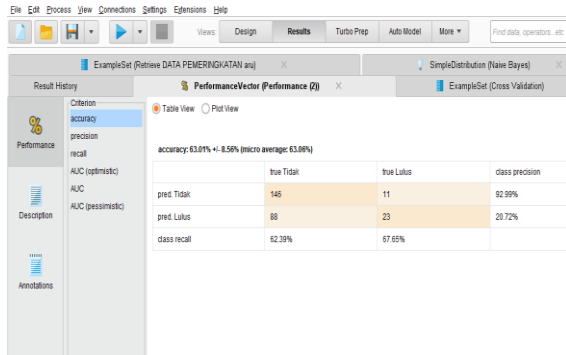 File Edit Process View Connections Settings Extensions Help
Views: Design Results Turbo Prep Auto Model More Find data, operators...etc
ExampleSet (Retrieve DATA PEMERINGKATAN aru) SimpleDistribution (Naive Bayes)
Result History PerformanceVector (Performance (2)) ExampleSet (Cross Validation)
Criterion
accuracy
precision
recall
AUC (optimistic)
AUC
AUC (pessimistic)
%
Performance
Description
Annotations
Table View Plot View
accuracy: 63.01% +/- 8.56% (micro average: 63.06%)
true Tidak true Lulus class precision
pred. Tidak 146 11 92.99%
pred. Lulus 88 23 20.72%
class recall 62.39% 67.65%